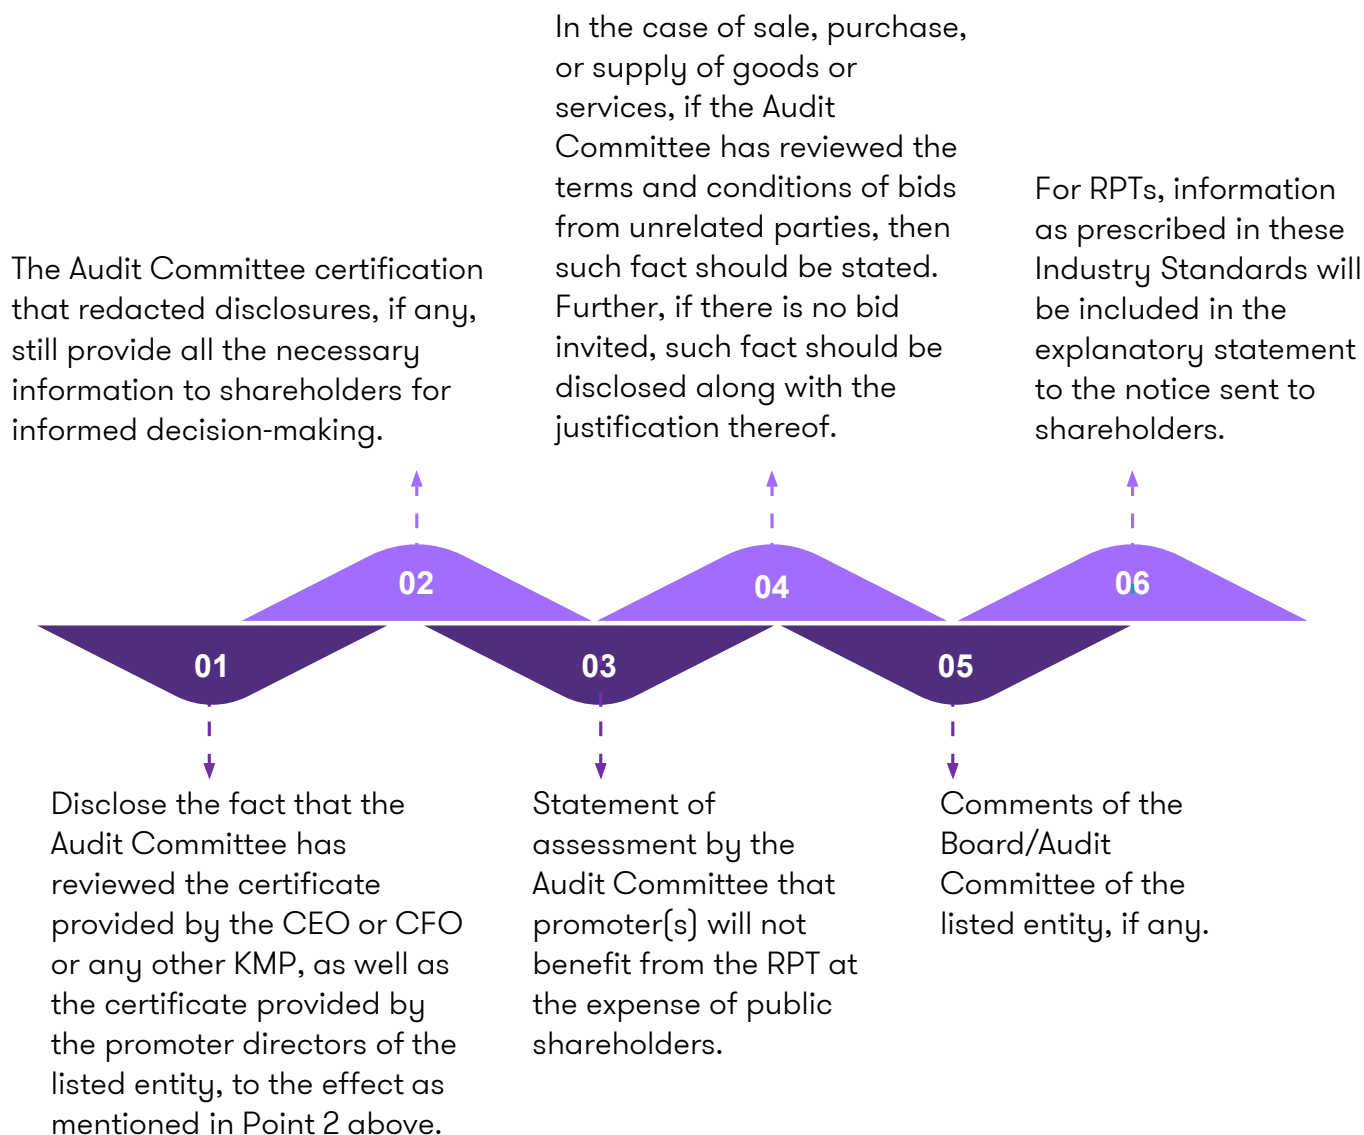 In the case of sale, purchase,
or supply of goods or
services, if the Audit
Committee has reviewed the
terms and conditions of bids
from unrelated parties, then
such fact should be stated.
Further, if there is no bid
invited, such fact should be
disclosed along with the
justification thereof.
For RPTs, information
as prescribed in these
Industry Standards will
be included in the
explanatory statement
to the notice sent to
shareholders.
The Audit Committee certification
that redacted disclosures, if any,
still provide all the necessary
information to shareholders for
informed decision-making.
02
04
06
01
03
05
Disclose the fact that the
Audit Committee has
reviewed the certificate
provided by the CEO or CFO
or any other KMP, as well as
the certificate provided by
the promoter directors of the
listed entity, to the effect as
mentioned in Point 2 above.
Statement of
assessment by the
Audit Committee that
promoter(s) will not
benefit from the RPT at
the expense of public
shareholders.
Comments of the
Board/Audit
Committee of the
listed entity, if any.